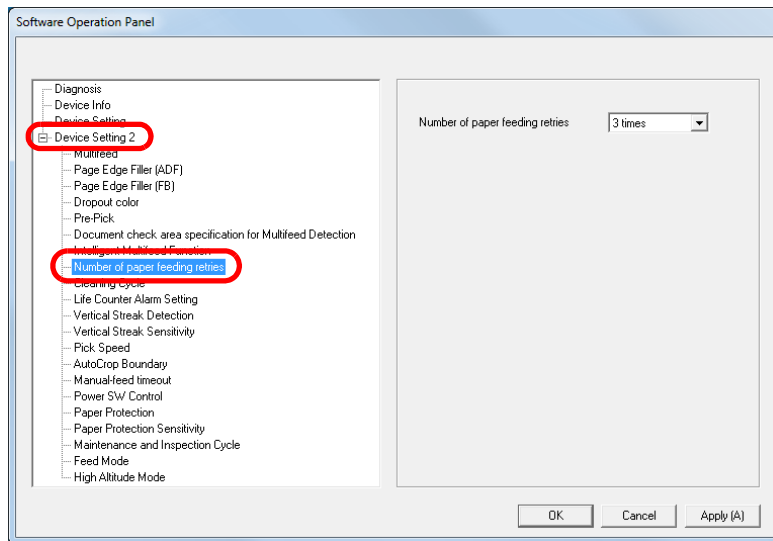 Software Operation Panel
Diagnosis
Device Info
Device Setting
Device Setting 2
Multifeed
Page Edge Filler (ADF)
Page Edge Filler (FB)
Dropout color
Pre-Pick
Document check area specification for Multifeed Detection
Intelligent Multifeed Function
Number of paper feeding retries
Cleaning Cycle
Life Counter Alarm Setting
Vertical Streak Detection
Vertical Streak Sensitivity
Pick Speed
AutoCrop Boundary
Manual-feed timeout
Power SW Control
Paper Protection
Paper Protection Sensitivity
Maintenance and Inspection Cycle
Feed Mode
High Altitude Mode
Number of paper feeding retries 3 times
OK Cancel Apply (A)